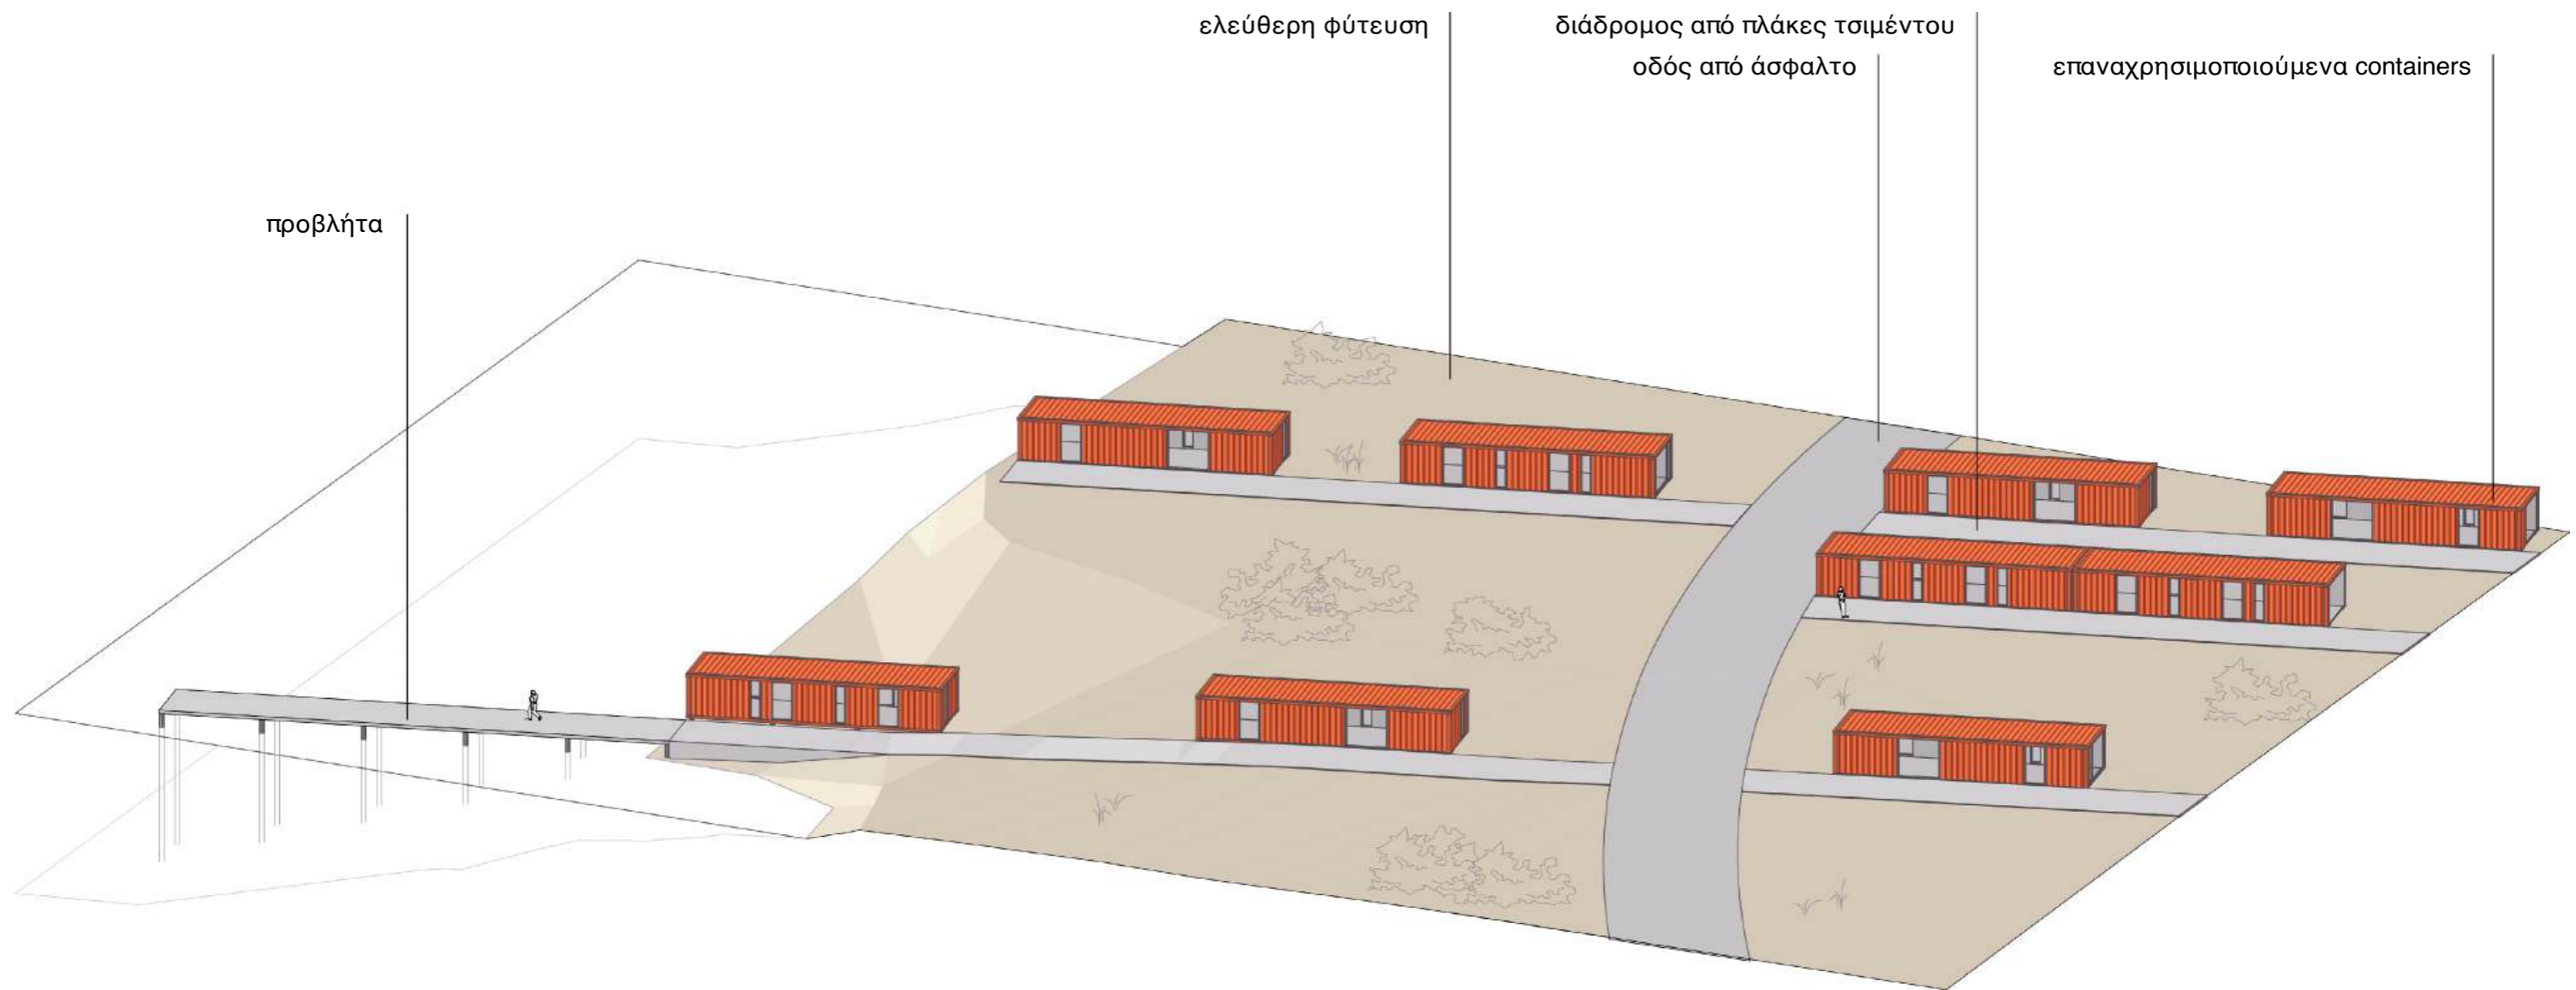 ελεύθερη φύτευση
διάδρομος από πλάκες τσιμέντου
οδός από άσφαλτο
επαναχρησιμοποιούμενα containers
προβλήτα